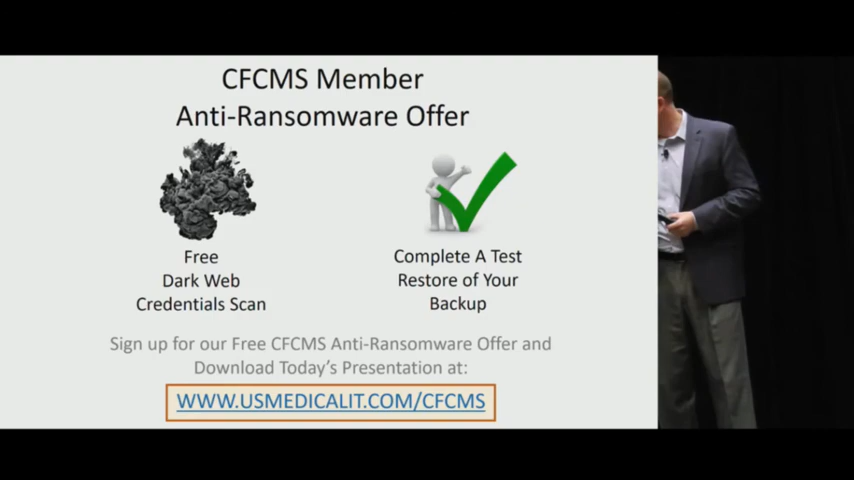 CFCMS Member
Anti-Ransomware Offer
Free
Dark Web
Credentials Scan
Complete A Test
Restore of Your
Backup
Sign up for our Free CFCMS Anti-Ransomware Offer and
Download Today's Presentation at:
WWW.USMEDICALIT.COM/CFCMS